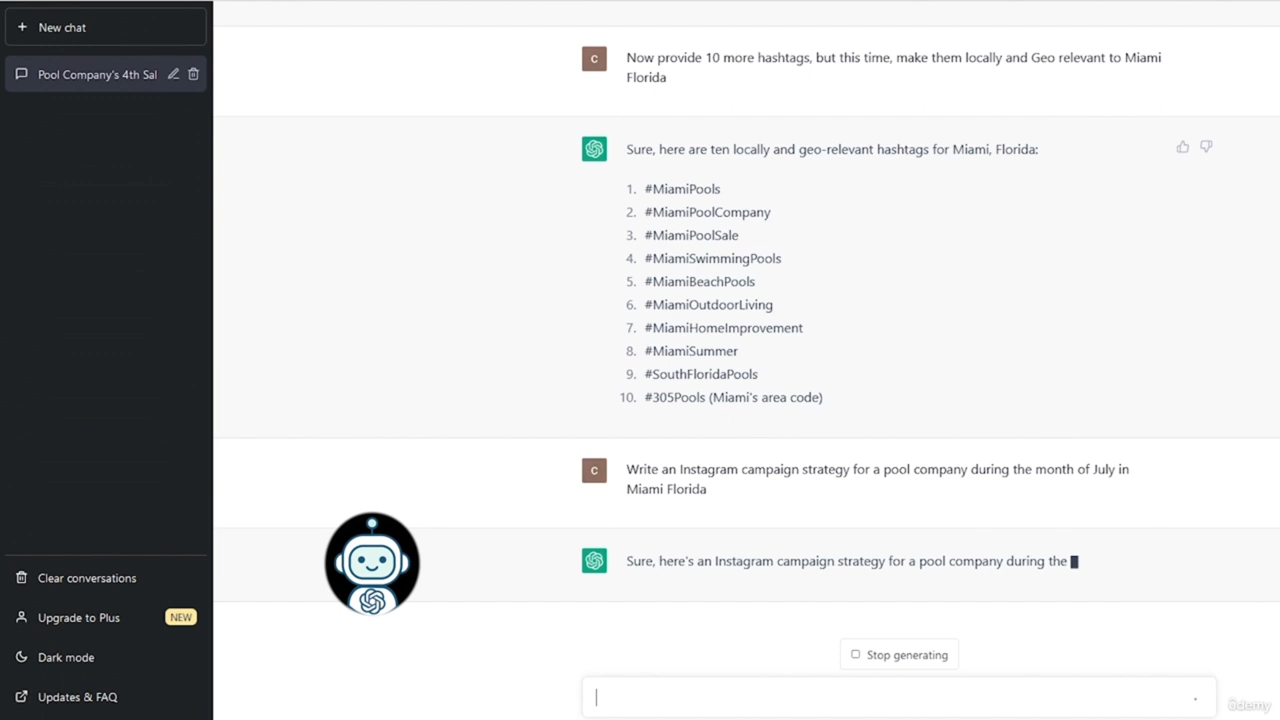 New chat
Pool Company's 4th Sal
Now provide 10 more hashtags, but this time, make them locally and Geo relevant to Miami
Florida
Sure, here are ten locally and geo-relevant hashtags for Miami, Florida:
1. #MiamiPools
2. #MiamiPoolCompany
3. #MiamiPoolSale
4. #MiamiSwimmingPools
5. #MiamiBeachPools
6. #MiamiOutdoorLiving
7. #MiamiHomeImprovement
8. #MiamiSummer
9. #SouthFloridaPools
10. #305Pools (Miami's area code)
C
C
Write an Instagram campaign strategy for a pool company during the month of July in
Miami Florida
Sure, here's an Instagram campaign strategy for a pool company during the
Clear conversations
Upgrade to Plus NEW
Dark mode
Updates & FAQ
Stop generating
ûdemy